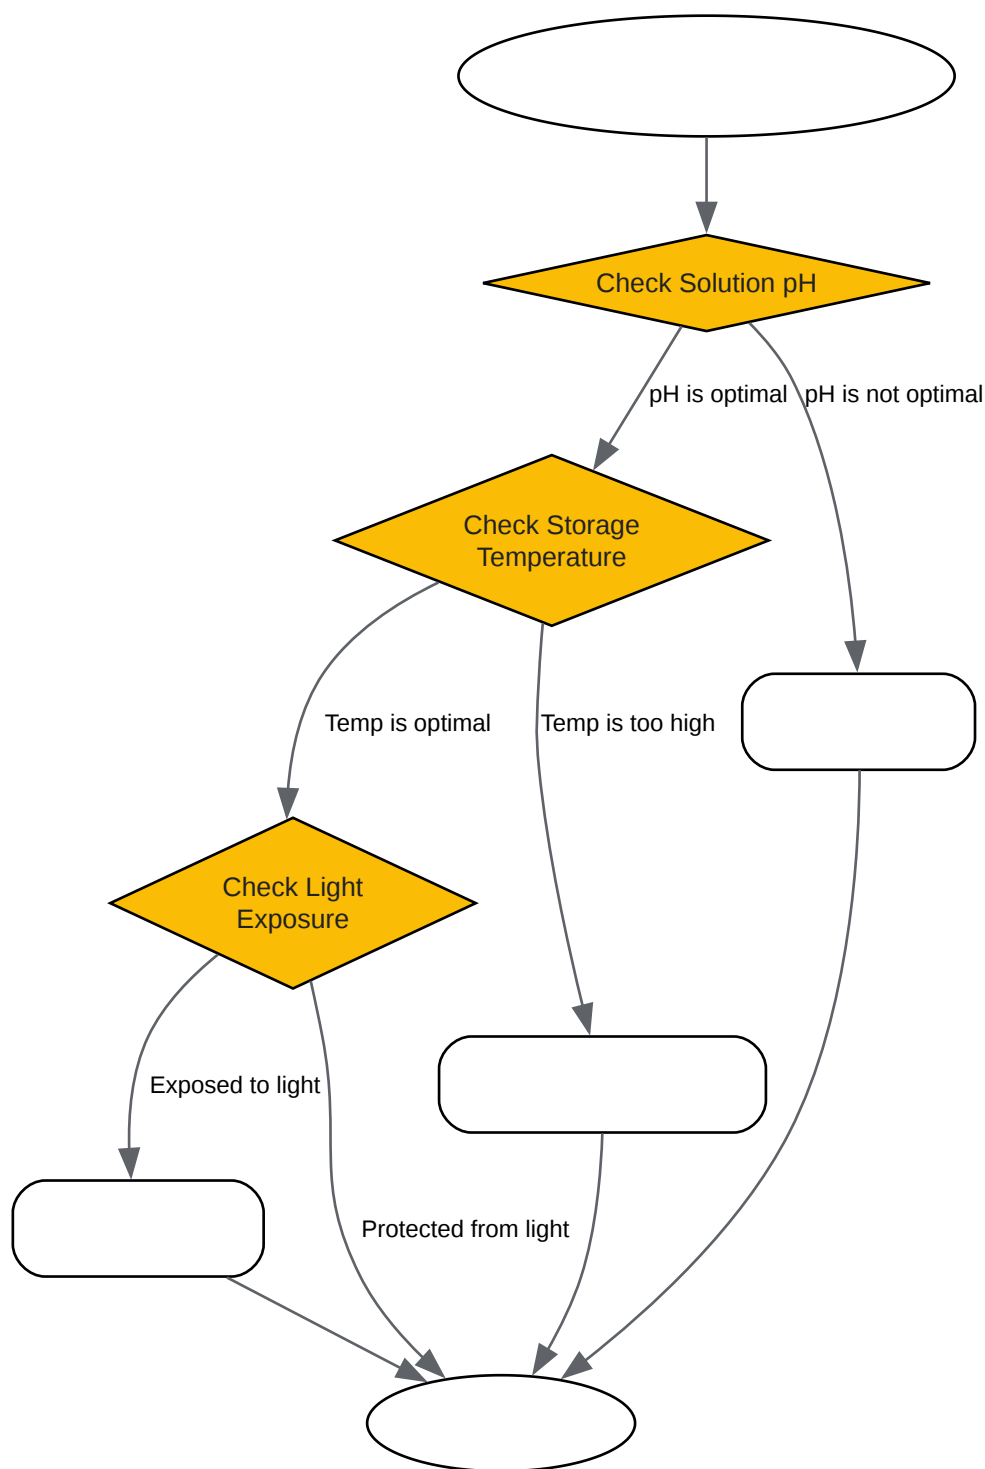 Check Solution pH
pH is optimal
pH is not optimal
Check Storage
Temperature
Temp is optimal
Temp is too high
Check Light
Exposure
Exposed to light
Protected from light